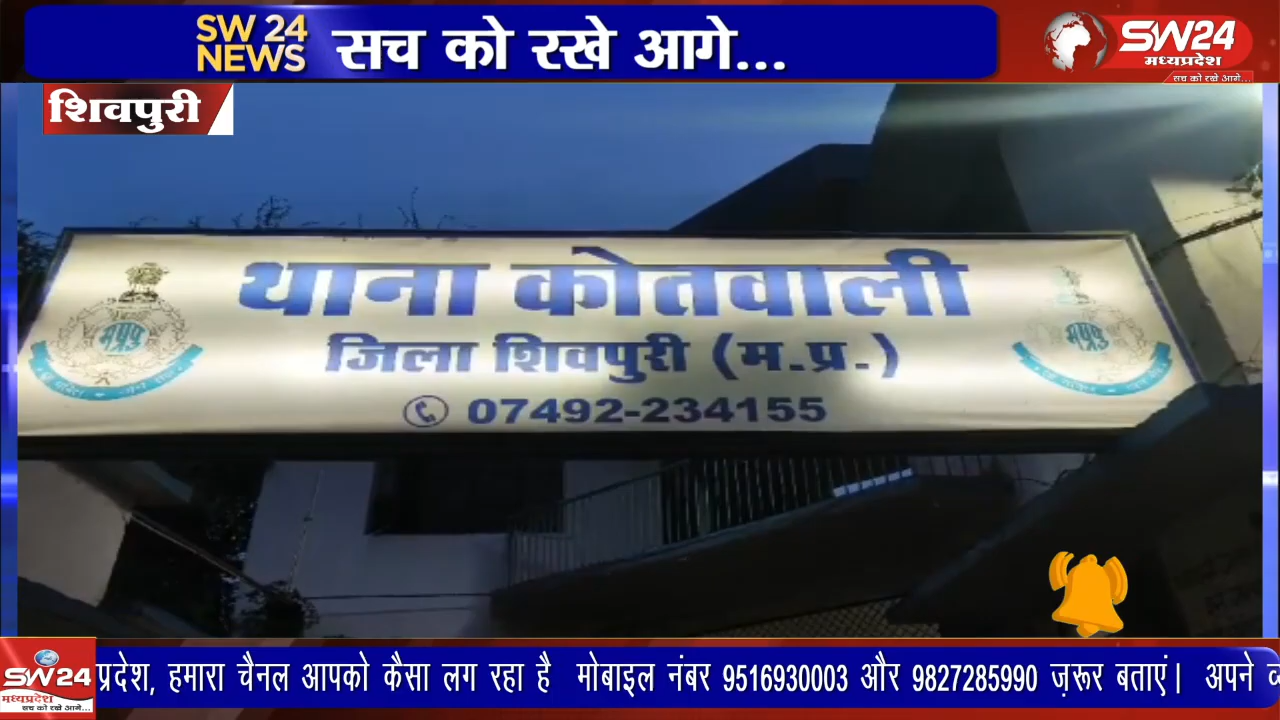 SW 24
NEWS
सच को रखे आगे...
SW24
मध्यप्रदेश
सच को रखे आगे...
शिवपुरी
थाना कोतवाली
जिला शिवपुरी (म.प्र.)
07492-234155
म.प्र.पु.
म.प्र.पु.
SW24
मध्यप्रदेश
सच को रखे आगे...
प्रदेश, हमारा चैनल आपको कैसा लग रहा है मोबाइल नंबर 9516930003 और 9827285990 ज़रूर बताएं। अपने